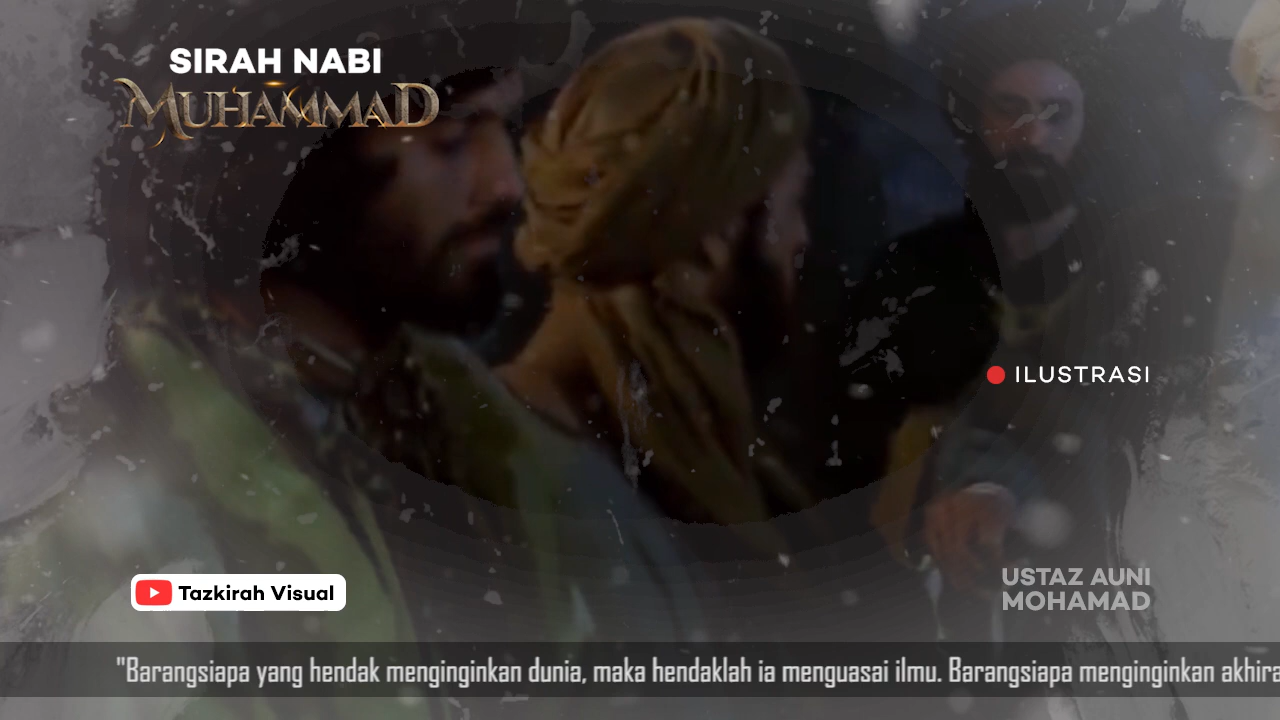 SIRAH NABI
MUHAMMAD
ILUSTRASI
Tazkirah Visual
USTAZ AUNI
MOHAMAD
"Barangsiapa yang hendak menginginkan dunia, maka hendaklah ia menguasai ilmu. Barangsiapa menginginkan akhira